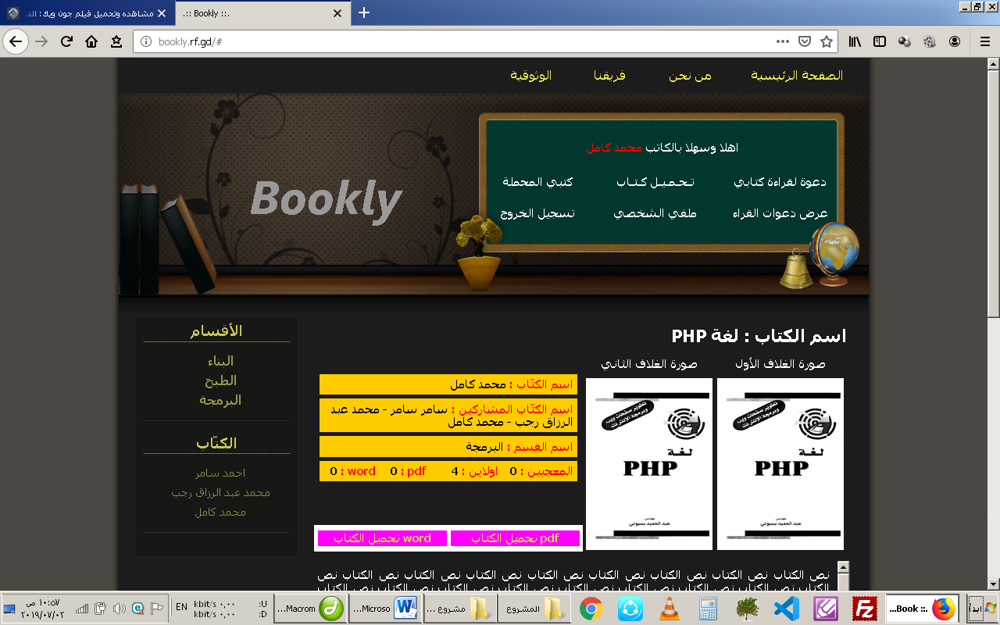 مشاهده وتحميل فيلم جون ويك : الف
.:: Bookly ::.
bookly.rf.gd/#
الصفحة الرئيسية من نحن فريقنا الوثوقية
اهلا وسهلا بالكاتب محمد كامل
دعوة لقراءة كتابي تـحـمـيـل كـتـاب كتبي المحملة
عرض دعوات القراء ملفي الشخصي تسجيل الخروج
Bookly
اسم الكتاب : لغة PHP
صورة الغلاف الأول صورة الغلاف الثاني
تطوير صفحات ويب
وبرمجة الإنترنت
لغة
PHP
مهندس
عبد الحميد بسيوني
تطوير صفحات ويب
وبرمجة الإنترنت
لغة
PHP
مهندس
عبد الحميد بسيوني
اسم الكتّاب : محمد كامل
اسم الكتّاب المشاركين : سامر سامر - محمد عبد
الرزاق رجب - محمد كامل
اسم القسم : البرمجة
المعجبين : 0 اولاين : 4 pdf : 0 word : 0
pdf تحميل الكتاب word تحميل الكتاب
نص الكتاب نص الكتاب نص الكتاب نص الكتاب نص الكتاب نص الكتاب نص الكتاب نص الكتاب نص
الأقسام
البناء
الطبخ
البرمجة
الكتّاب
احمد سامر
محمد عبد الرزاق رجب
محمد كامل
ابدأ
...Book ::.
المشروع
مشروع ...
...Microso
...Macrom
U: ٠,٠٠ kbit/s
D: ٠,٠٠ kbit/s
EN
١٠:٥٧ ص
٢٠١٩/٠٧/٠٢